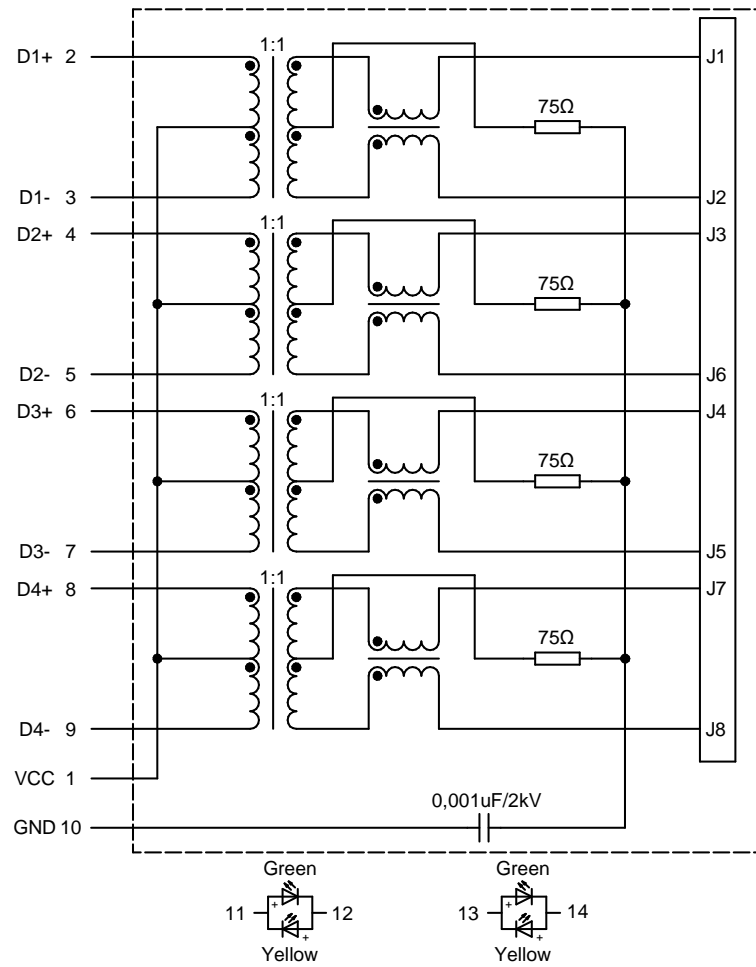 1:1
D1+ 2
J1
75Ω
D1- 3
J2
D2+ 4
1:1
J3
75Ω
D2- 5
J6
D3+ 6
1:1
J4
75Ω
D3- 7
J5
D4+ 8
1:1
J7
75Ω
D4- 9
J8
VCC 1
0,001uF/2kV
GND 10
Green
Green
11
+
+
12
13
+
+
14
Yellow
Yellow